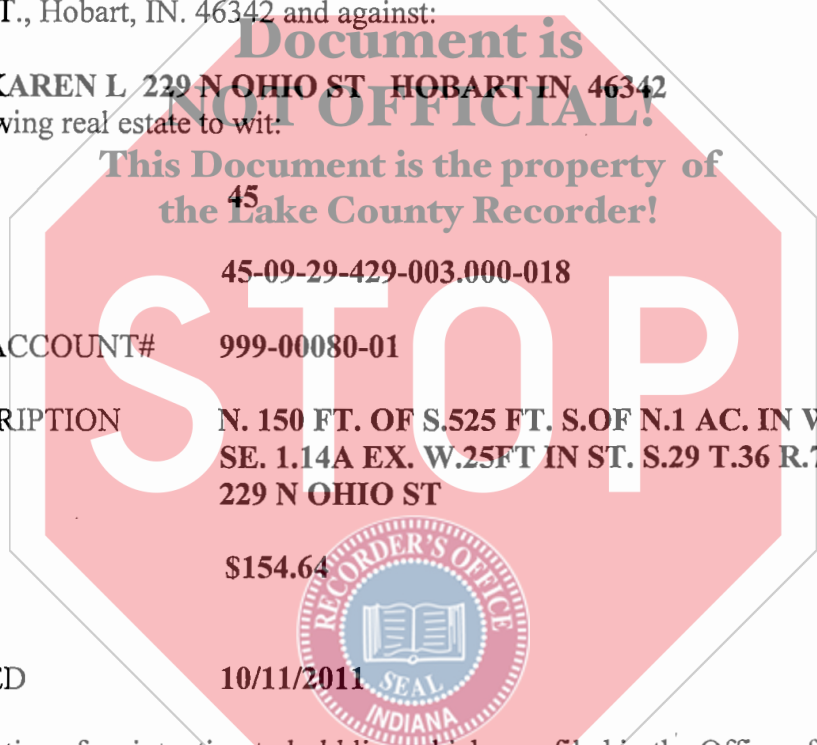 T., Hobart, IN. 46342 and against:
Document is
KAREN L 229 N OHIO ST HOBART IN 46342
NOT OFFICIAL!
wing real estate to wit:
This Document is the property of
45
the Lake County Recorder!
45-09-29-429-003.000-018
STOP
ACCOUNT# 999-00080-01
RIPTION N. 150 FT. OF S.525 FT. S.OF N.1 AC. IN W
SE. 1.14A EX. W.25FT IN ST. S.29 T.36 R.7
229 N OHIO ST
$154.64
RECORDER'S OFFICE
ED 10/11/2011
SEAL
INDIANA